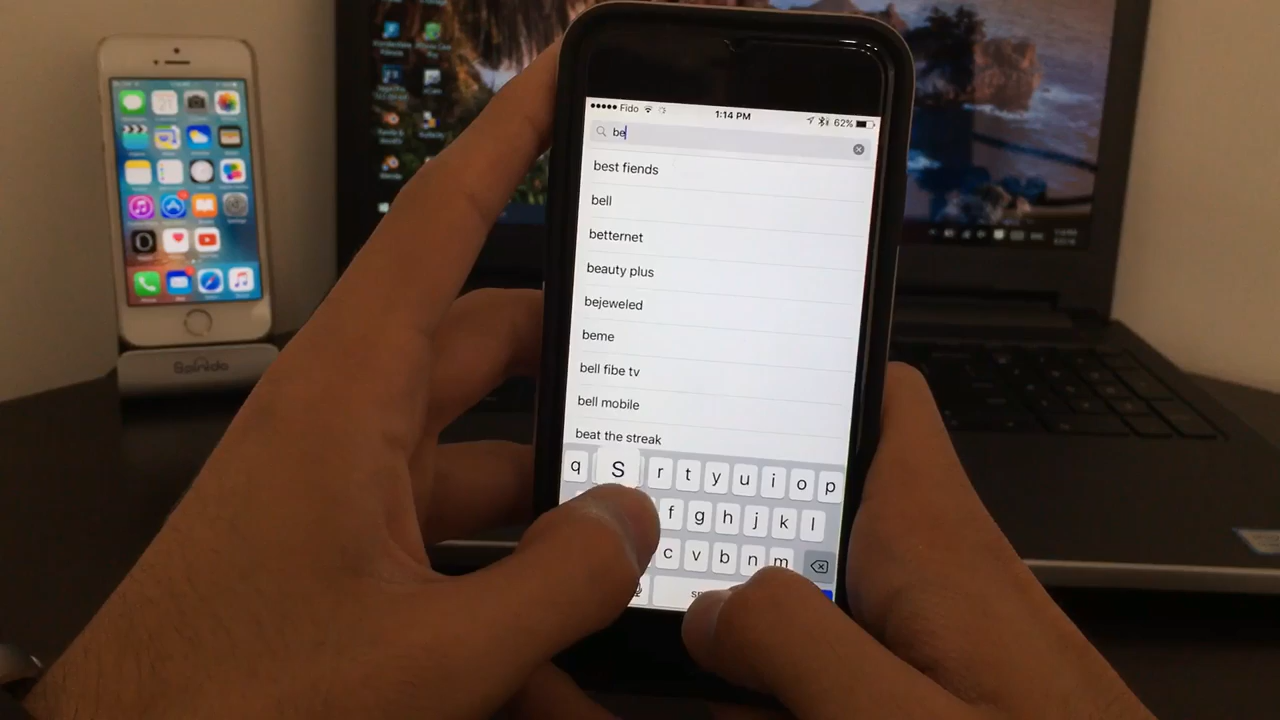 Fido 1:14 PM 62%
be
best fiends
bell
betternet
beauty plus
bejeweled
beme
bell fibe tv
bell mobile
beat the streak
q S r t y u i o p
f g h j k l
c v b n m